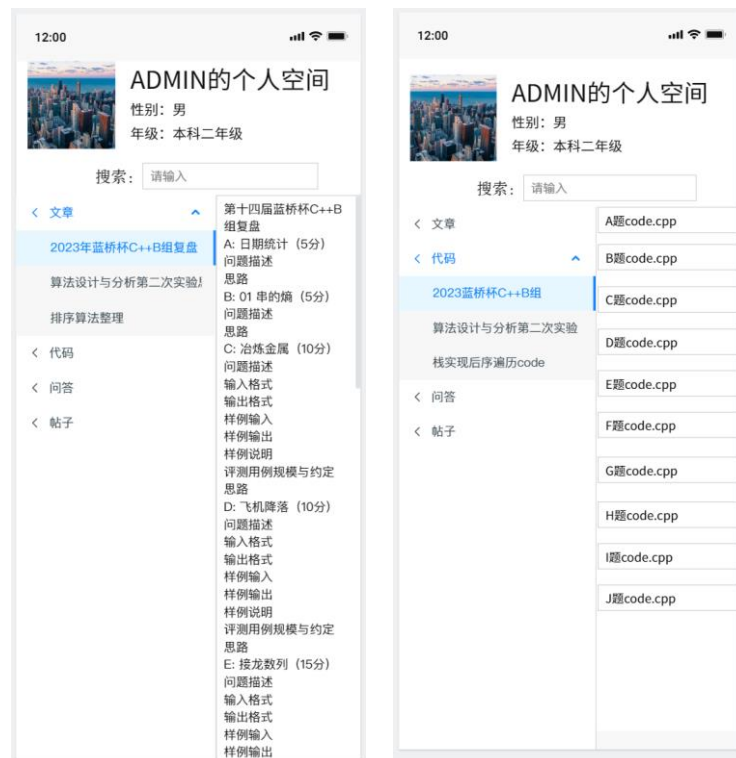 12:00
ADMIN的个人空间
性别：男
年级：本科二年级
搜索：
请输入
文章
2023年蓝桥杯C++B组复盘
算法设计与分析第二次实验
排序算法整理
代码
问答
帖子
第十四届蓝桥杯C++B
组复盘
A: 日期统计（5分）
问题描述
思路
B: 01 串的熵（5分）
问题描述
思路
C: 冶炼金属（10分）
问题描述
输入格式
输出格式
样例输入
样例输出
样例说明
评测用例规模与约定
思路
D: 飞机降落（10分）
问题描述
输入格式
输出格式
样例输入
样例输出
样例说明
评测用例规模与约定
思路
E: 接龙数列（15分）
问题描述
输入格式
输出格式
样例输入
样例输出
12:00
ADMIN的个人空间
性别：男
年级：本科二年级
搜索：
请输入
文章
代码
2023蓝桥杯C++B组
算法设计与分析第二次实验
栈实现后序遍历code
问答
帖子
A题code.cpp
B题code.cpp
C题code.cpp
D题code.cpp
E题code.cpp
F题code.cpp
G题code.cpp
H题code.cpp
I题code.cpp
J题code.cpp